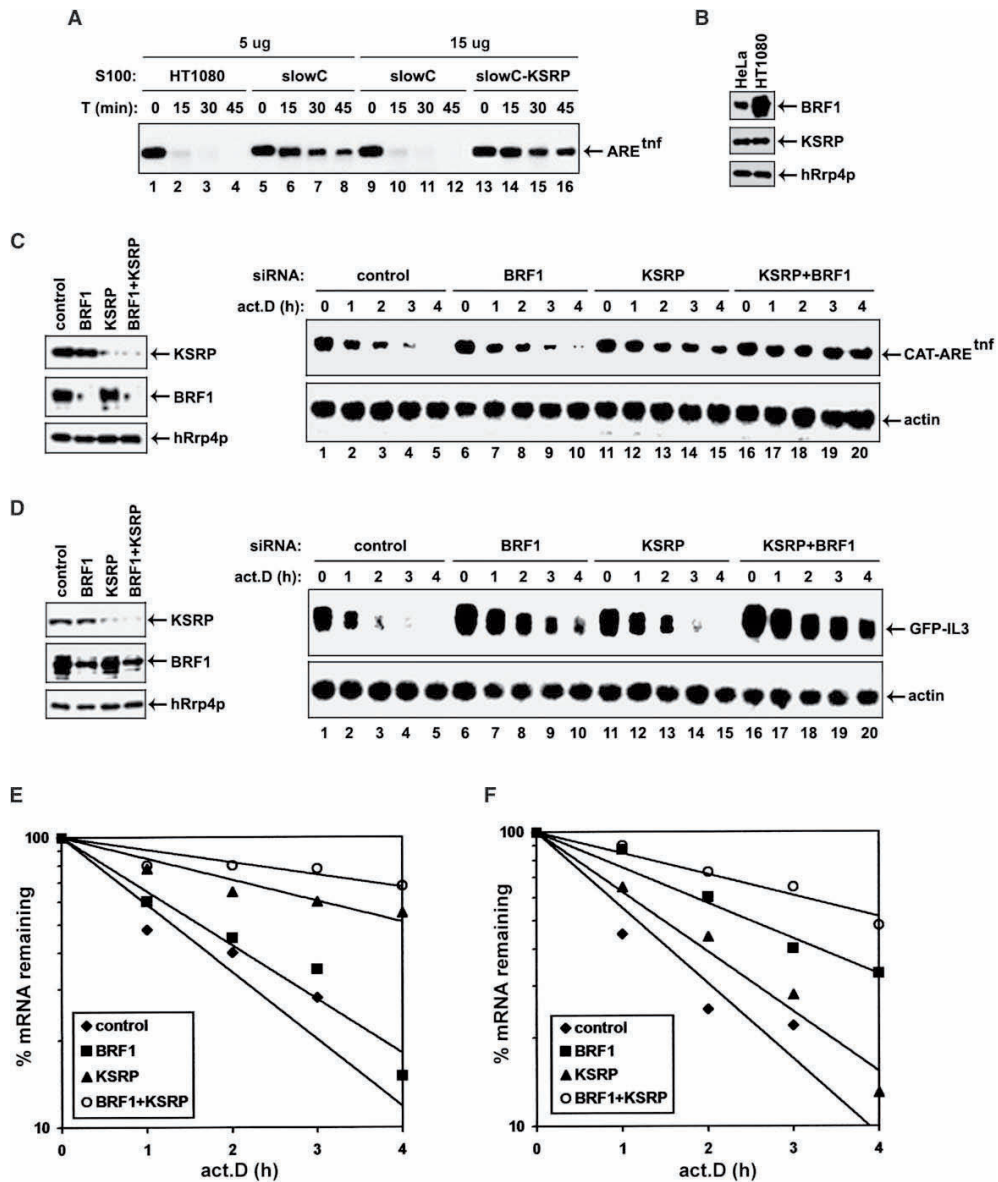 A
5 ug 15 ug
S100: HT1080 slowC slowC slowC-KSRP
T (min): 0 15 30 45 0 15 30 45 0 15 30 45 0 15 30 45
AREtnf
1 2 3 4 5 6 7 8 9 10 11 12 13 14 15 16
B
HeLa
HT1080
BRF1
KSRP
hRrp4p
C
control
BRF1
KSRP
BRF1+KSRP
KSRP
BRF1
hRrp4p
siRNA: control BRF1 KSRP KSRP+BRF1
act.D (h): 0 1 2 3 4 0 1 2 3 4 0 1 2 3 4 0 1 2 3 4
CAT-AREtnf
actin
1 2 3 4 5 6 7 8 9 10 11 12 13 14 15 16 17 18 19 20
D
control
BRF1
KSRP
BRF1+KSRP
KSRP
BRF1
hRrp4p
siRNA: control BRF1 KSRP KSRP+BRF1
act.D (h): 0 1 2 3 4 0 1 2 3 4 0 1 2 3 4 0 1 2 3 4
GFP-IL3
actin
1 2 3 4 5 6 7 8 9 10 11 12 13 14 15 16 17 18 19 20
E
% mRNA remaining
100
10
control
BRF1
KSRP
BRF1+KSRP
0 1 2 3 4
act.D (h)
F
% mRNA remaining
100
10
control
BRF1
KSRP
BRF1+KSRP
0 1 2 3 4
act.D (h)